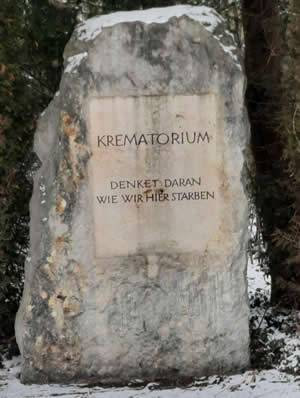 KREMATORIUM
DENKET DARAN
WIE WIR HIER STARBEN